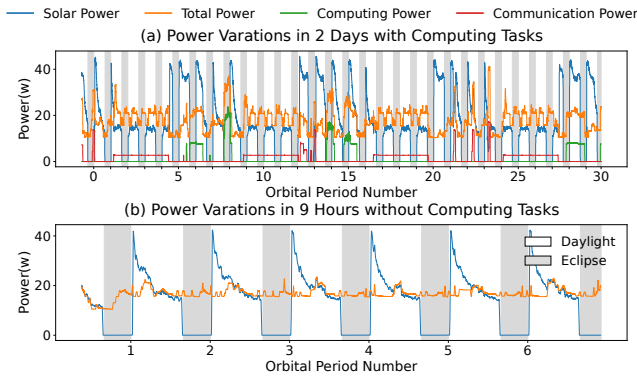 Solar Power Total Power Computing Power Communication Power
(a) Power Varations in 2 Days with Computing Tasks
Power(w)
40
20
0
0 5 10 15 20 25 30
Orbital Period Number
(b) Power Varations in 9 Hours without Computing Tasks
Power(w)
40
20
0
Daylight
Eclipse
1 2 3 4 5 6
Orbital Period Number